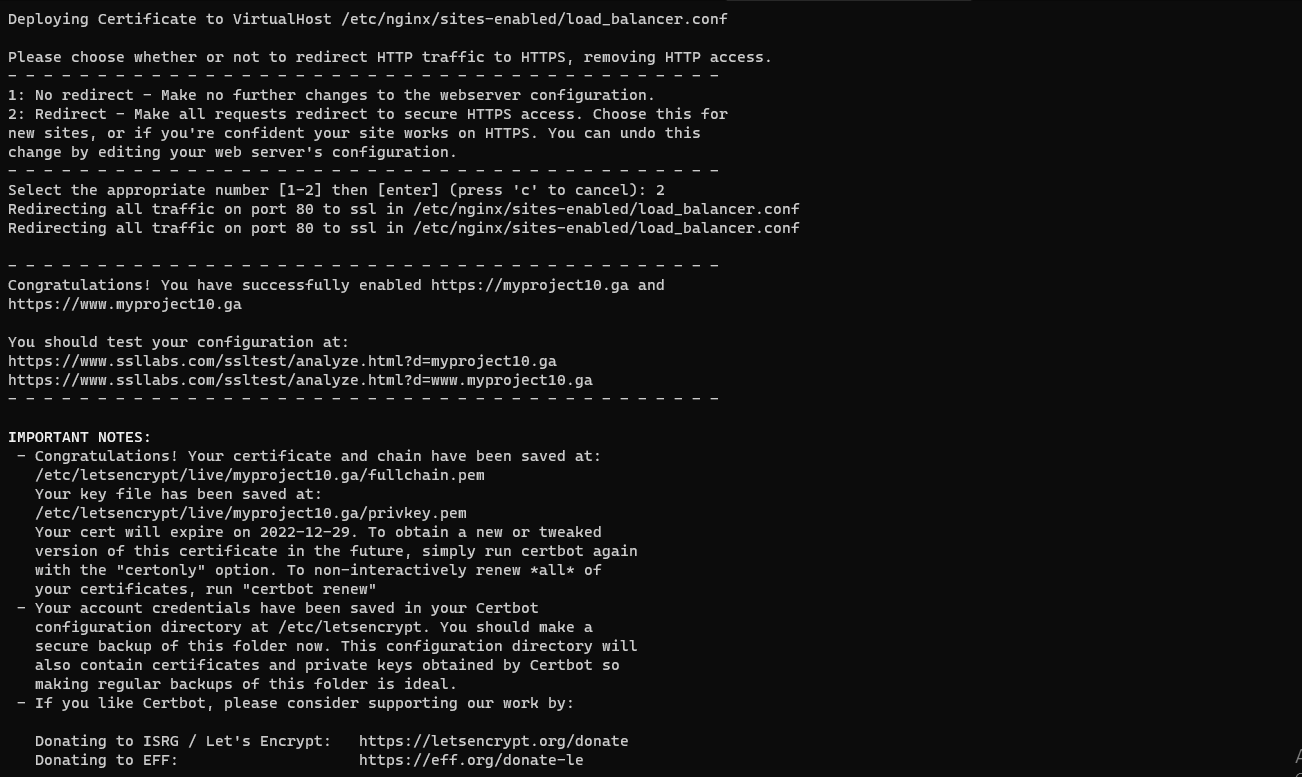 Deploying Certificate to VirtualHost /etc/nginx/sites-enabled/load_balancer.conf
Please choose whether or not to redirect HTTP traffic to HTTPS, removing HTTP access.
- - - - - - - - - - - - - - - - - - - - - - - - - - - - - - - - - - - - - - - -
1: No redirect - Make no further changes to the webserver configuration.
2: Redirect - Make all requests redirect to secure HTTPS access. Choose this for
new sites, or if you're confident your site works on HTTPS. You can undo this
change by editing your web server's configuration.
- - - - - - - - - - - - - - - - - - - - - - - - - - - - - - - - - - - - - - - -
Select the appropriate number [1-2] then [enter] (press 'c' to cancel): 2
Redirecting all traffic on port 80 to ssl in /etc/nginx/sites-enabled/load_balancer.conf
Redirecting all traffic on port 80 to ssl in /etc/nginx/sites-enabled/load_balancer.conf
- - - - - - - - - - - - - - - - - - - - - - - - - - - - - - - - - - - - - - - -
Congratulations! You have successfully enabled https://myproject10.ga and
https://www.myproject10.ga
You should test your configuration at:
https://www.ssllabs.com/ssltest/analyze.html?d=myproject10.ga
https://www.ssllabs.com/ssltest/analyze.html?d=www.myproject10.ga
- - - - - - - - - - - - - - - - - - - - - - - - - - - - - - - - - - - - - - - -
IMPORTANT NOTES:
- Congratulations! Your certificate and chain have been saved at:
/etc/letsencrypt/live/myproject10.ga/fullchain.pem
Your key file has been saved at:
/etc/letsencrypt/live/myproject10.ga/privkey.pem
Your cert will expire on 2022-12-29. To obtain a new or tweaked
version of this certificate in the future, simply run certbot again
with the "certonly" option. To non-interactively renew *all* of
your certificates, run "certbot renew"
- Your account credentials have been saved in your Certbot
configuration directory at /etc/letsencrypt. You should make a
secure backup of this folder now. This configuration directory will
also contain certificates and private keys obtained by Certbot so
making regular backups of this folder is ideal.
- If you like Certbot, please consider supporting our work by:
Donating to ISRG / Let's Encrypt:   https://letsencrypt.org/donate
Donating to EFF:                    https://eff.org/donate-le